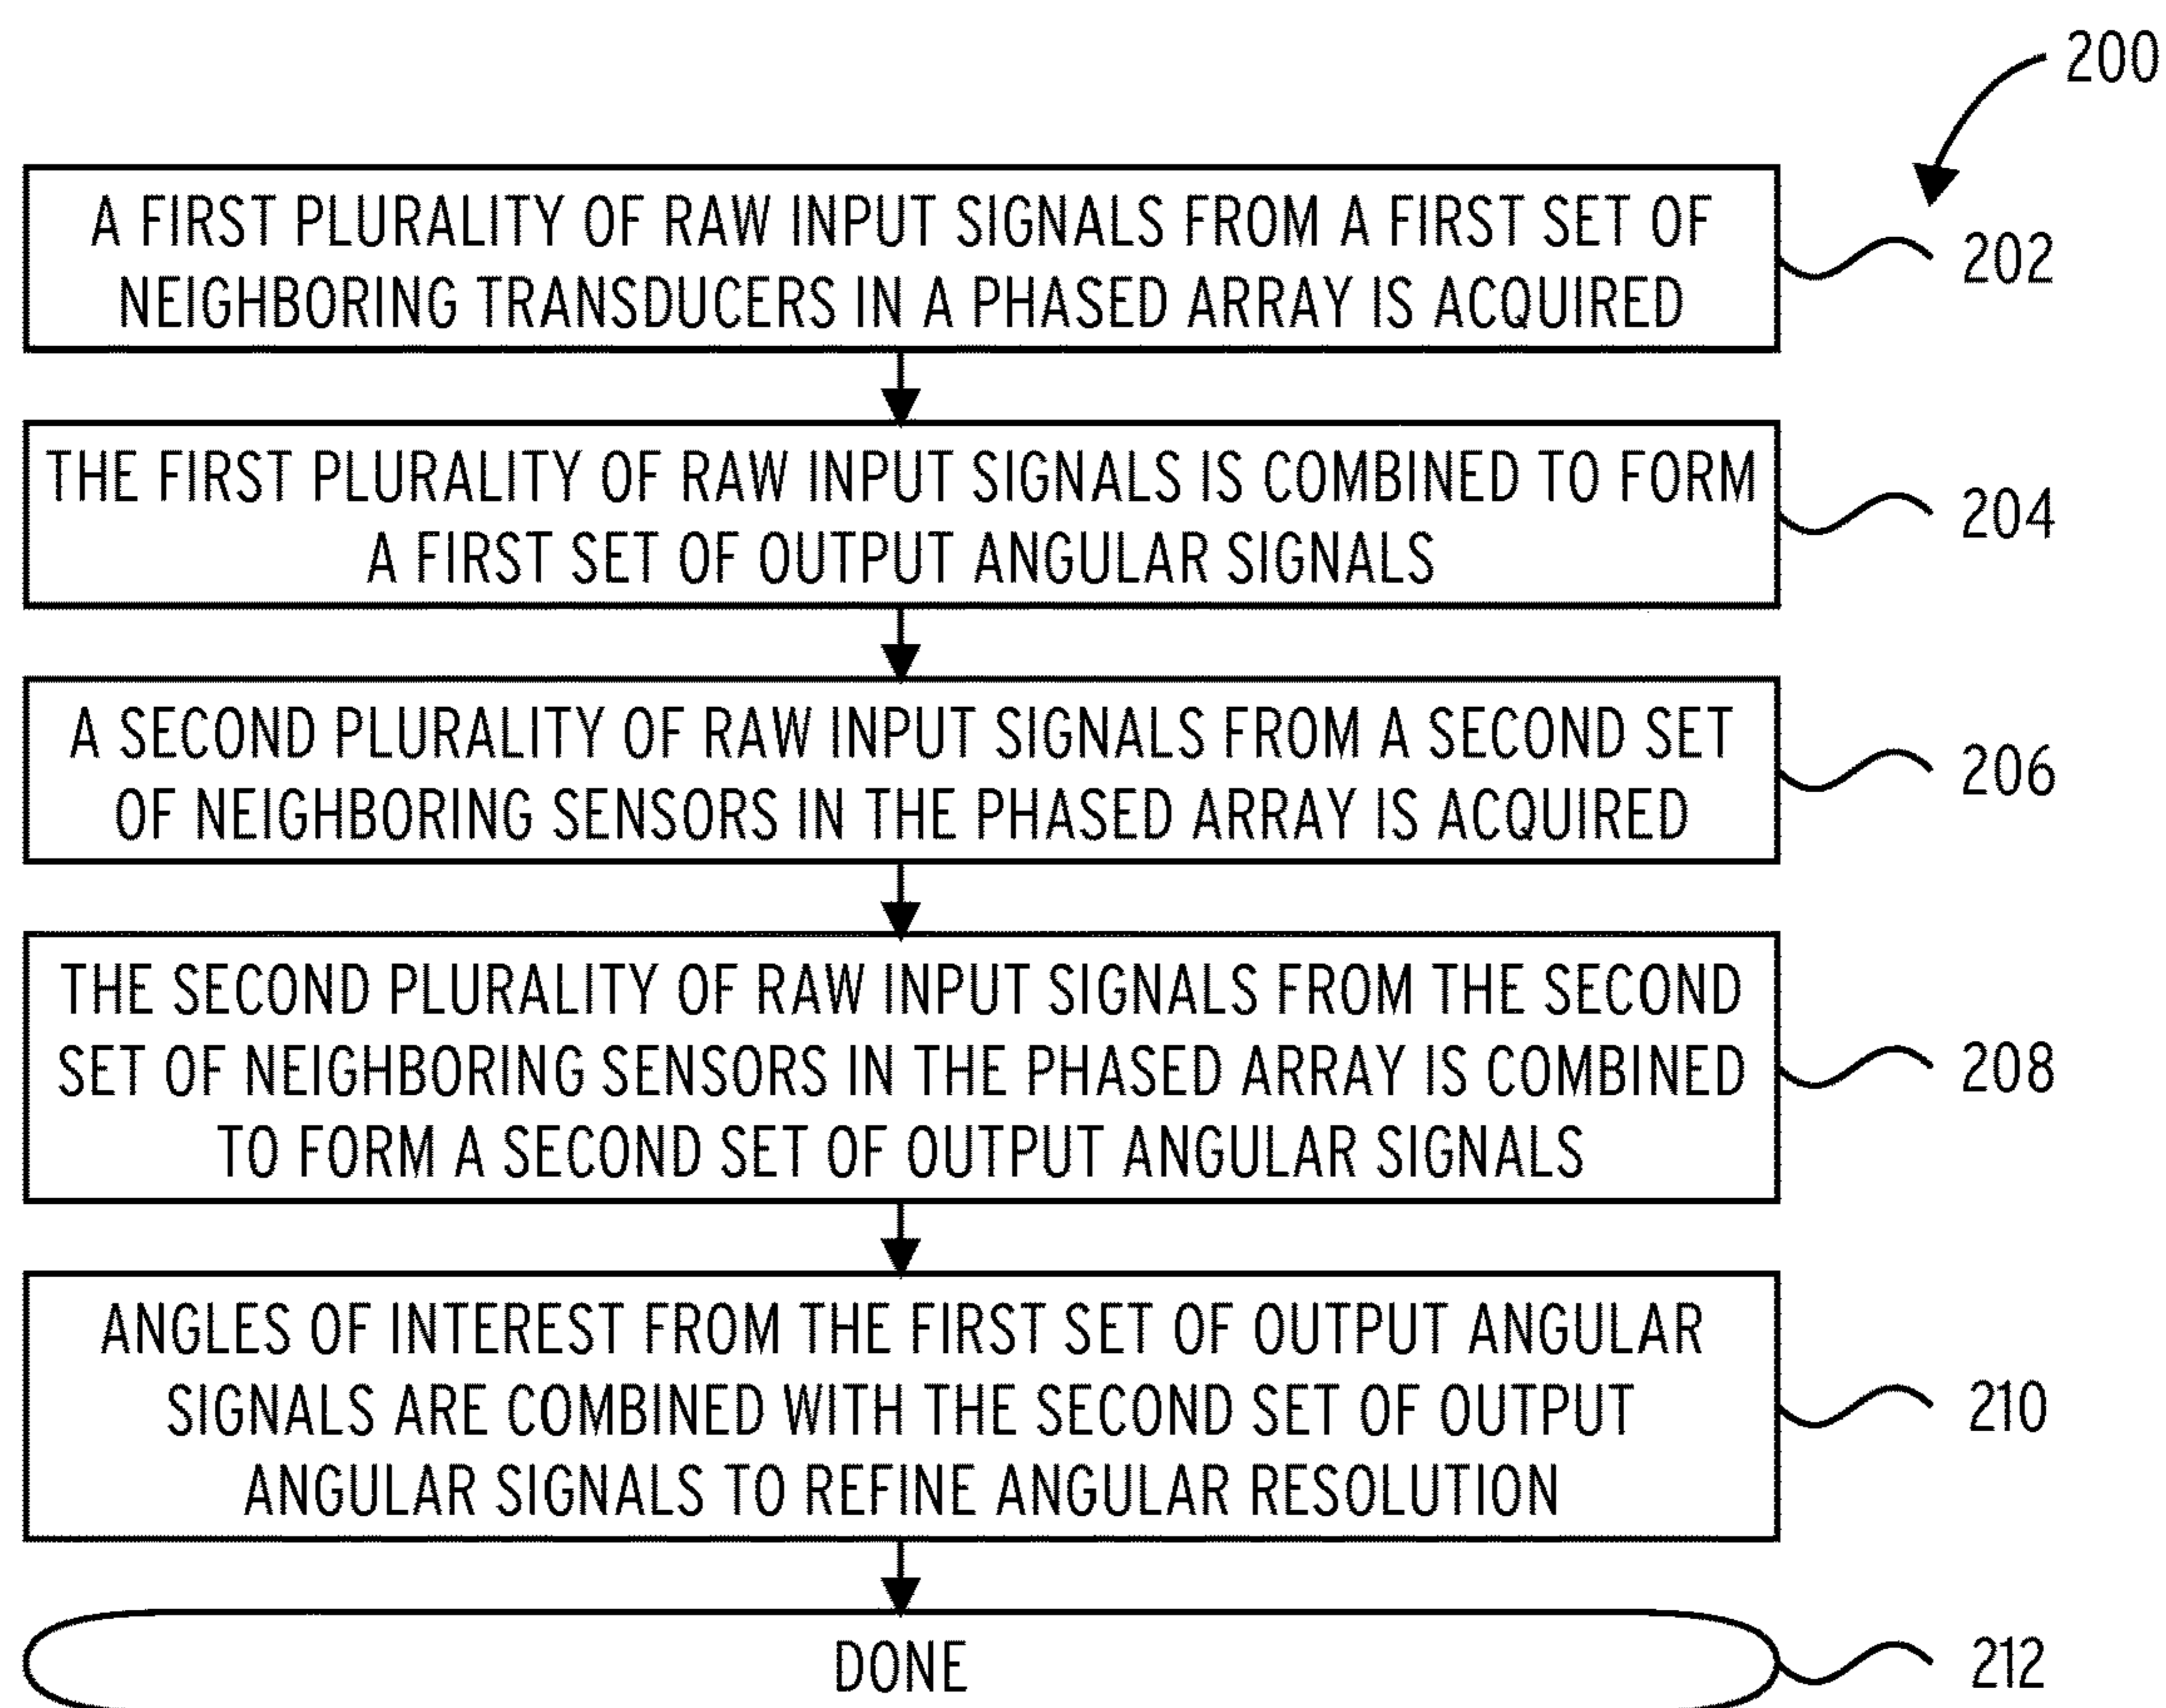 200
A FIRST PLURALITY OF RAW INPUT SIGNALS FROM A FIRST SET OF
NEIGHBORING TRANSDUCERS IN A PHASED ARRAY IS ACQUIRED
202
THE FIRST PLURALITY OF RAW INPUT SIGNALS IS COMBINED TO FORM
A FIRST SET OF OUTPUT ANGULAR SIGNALS
204
A SECOND PLURALITY OF RAW INPUT SIGNALS FROM A SECOND SET
OF NEIGHBORING SENSORS IN THE PHASED ARRAY IS ACQUIRED
206
THE SECOND PLURALITY OF RAW INPUT SIGNALS FROM THE SECOND
SET OF NEIGHBORING SENSORS IN THE PHASED ARRAY IS COMBINED
TO FORM A SECOND SET OF OUTPUT ANGULAR SIGNALS
208
ANGLES OF INTEREST FROM THE FIRST SET OF OUTPUT ANGULAR
SIGNALS ARE COMBINED WITH THE SECOND SET OF OUTPUT
ANGULAR SIGNALS TO REFINE ANGULAR RESOLUTION
210
DONE
212